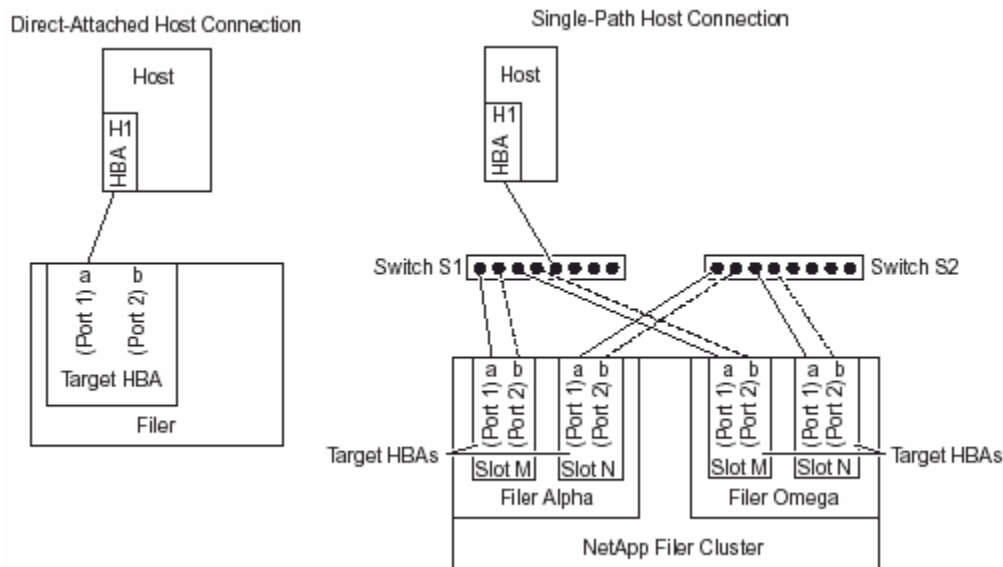 Direct-Attached Host Connection
Host
HBA H1
a b
(Port 1) (Port 2)
Target HBA
Filer
Single-Path Host Connection
Host
HBA H1
Switch S1
Switch S2
a b a b a b a b
(Port 1) (Port 2) (Port 1) (Port 2) (Port 1) (Port 2) (Port 1) (Port 2)
Target HBAs
Target HBAs
Slot M Slot N Slot M Slot N
Filer Alpha Filer Omega
NetApp Filer Cluster